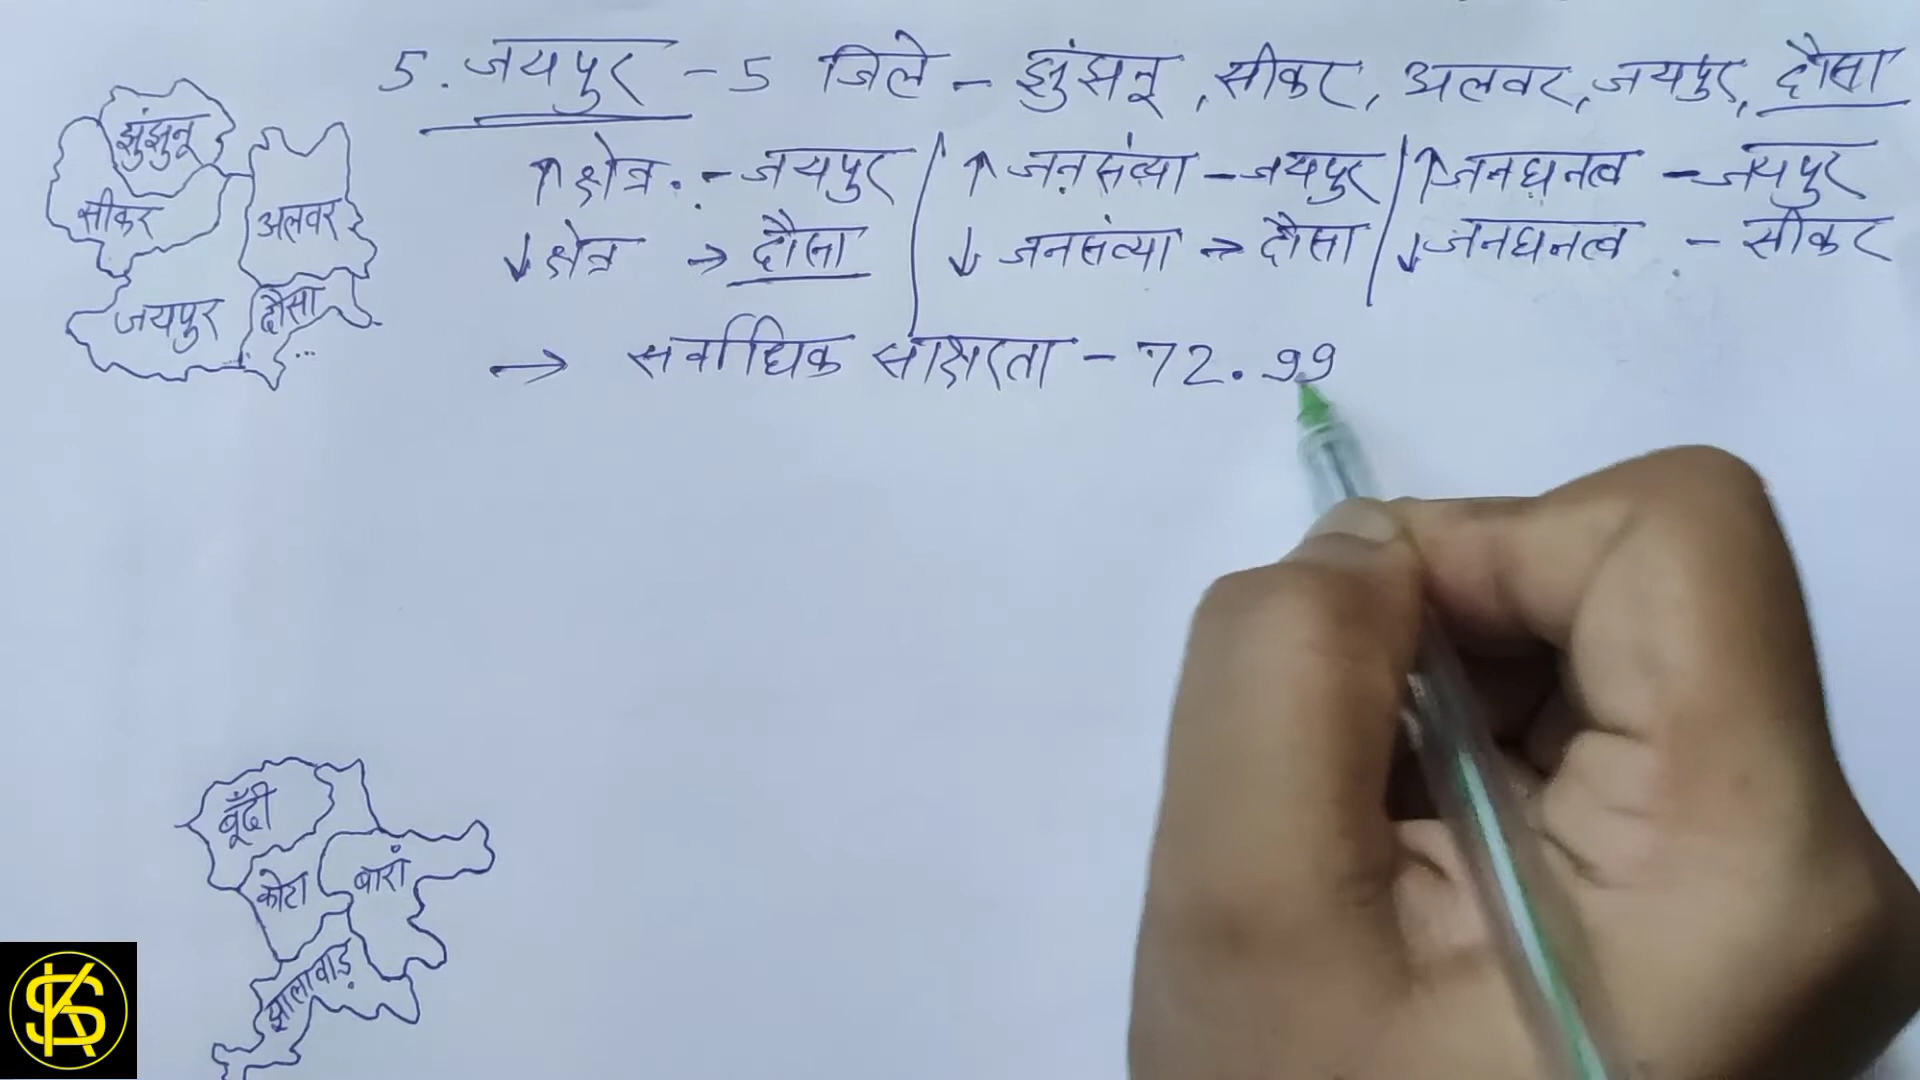 5. जयपुर - 5 जिले - झुंझनू, सीकर, अलवर, जयपुर, दौसा
↑क्षेत्र. - जयपुर / ↑ जनसंख्या - जयपुर / ↑जनघनत्व - जयपुर
↓क्षेत्र → दौसा / ↓ जनसंख्या → दौसा / ↓जनघनत्व - सीकर
→ सर्वाधिक साक्षरता - 72.99
झुंझुनू
सीकर
अलवर
जयपुर
दौसा
बूँदी
कोटा
बारां
झालावाड़